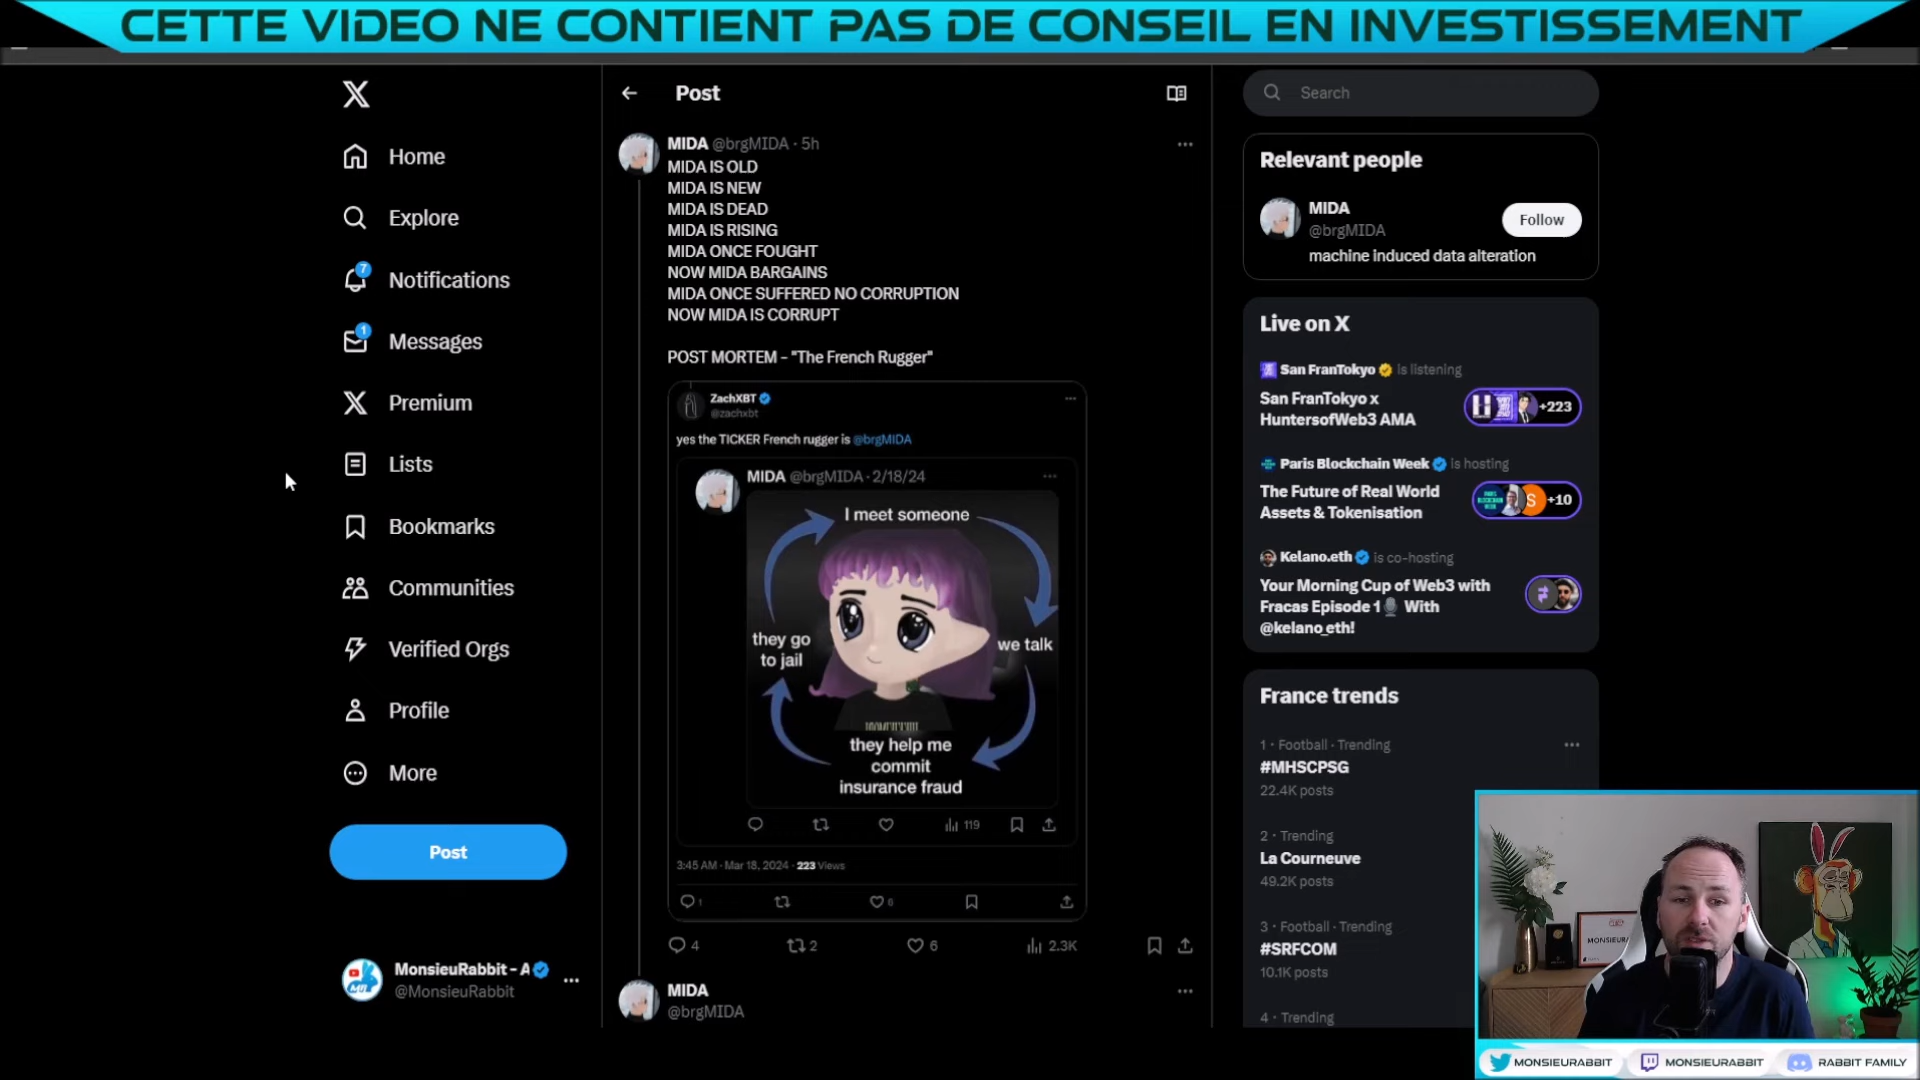 CETTE VIDEO NE CONTIENT PAS DE CONSEIL EN INVESTISSEMENT
Home
Explore
7
Notifications
1
Messages
Premium
Lists
Bookmarks
Communities
Verified Orgs
Profile
More
Post
MonsieuRabbit - A
@MonsieuRabbit
Post
MIDA @brgMIDA · 5h
MIDA IS OLD
MIDA IS NEW
MIDA IS DEAD
MIDA IS RISING
MIDA ONCE FOUGHT
NOW MIDA BARGAINS
MIDA ONCE SUFFERED NO CORRUPTION
NOW MIDA IS CORRUPT
POST MORTEM - "The French Rugger"
ZachXBT
@zachxbt
yes the TICKER French rugger is @brgMIDA
MIDA @brgMIDA · 2/18/24
I meet someone
we talk
they help me
commit
insurance fraud
they go
to jail
119
3:45 AM · Mar 18, 2024 · 223 Views
1
6
4
2
6
2.3K
MIDA
@brgMIDA
Search
Relevant people
MIDA
@brgMIDA
Follow
machine induced data alteration
Live on X
San FranTokyo is listening
San FranTokyo x
HuntersofWeb3 AMA
+223
Paris Blockchain Week is hosting
The Future of Real World
Assets & Tokenisation
+10
Kelano.eth is co-hosting
Your Morning Cup of Web3 with
Fracas Episode 1🎙 With
@kelano_eth!
France trends
1 · Football · Trending
#MHSCPSG
22.4K posts
2 · Trending
La Courneuve
49.2K posts
3 · Football · Trending
#SRFCOM
10.1K posts
4 · Trending
MONSIEURABBIT
MONSIEURABBIT
RABBIT FAMILY